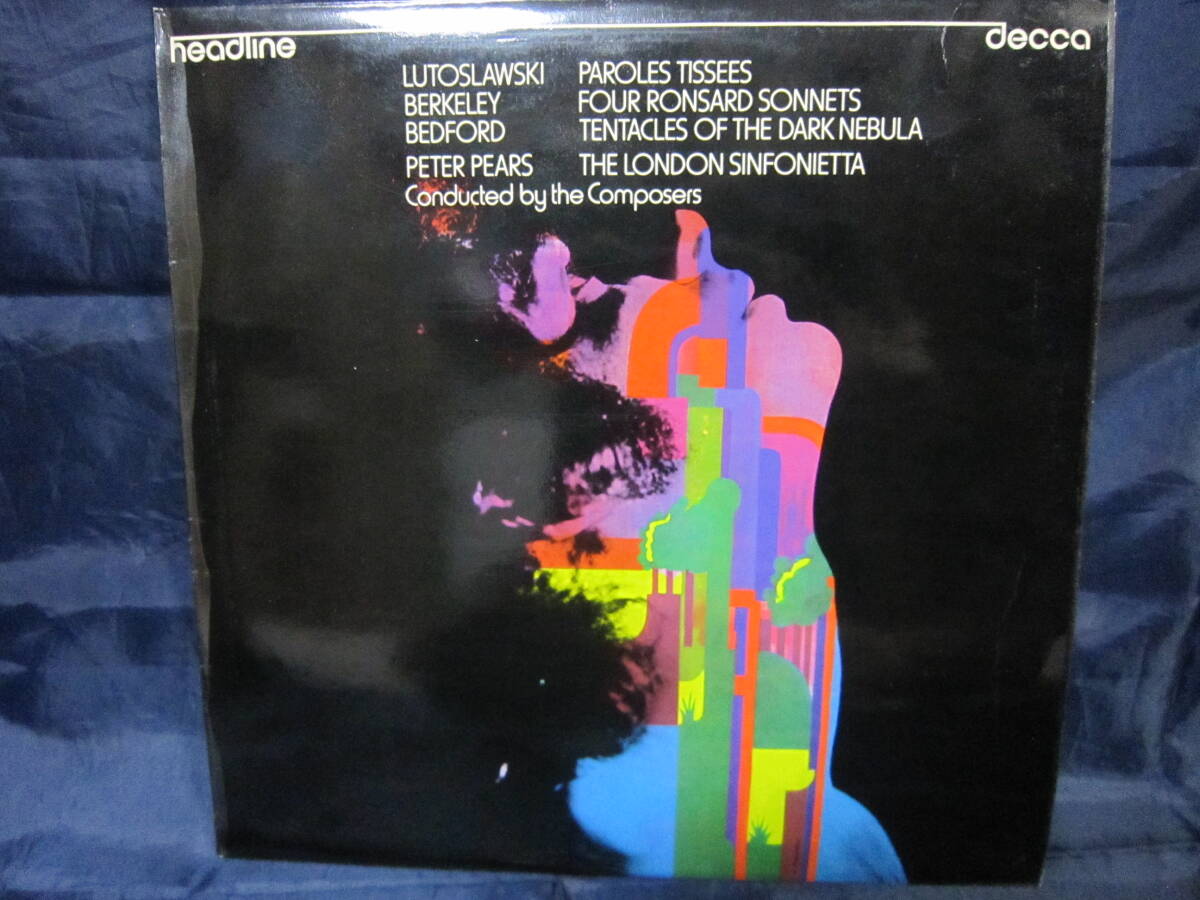 headline decca
LUTOSLAWSKI PAROLES TISSEES
BERKELEY FOUR RONSARD SONNETS
BEDFORD TENTACLES OF THE DARK NEBULA
PETER PEARS THE LONDON SINFONIETTA
Conducted by the Composers